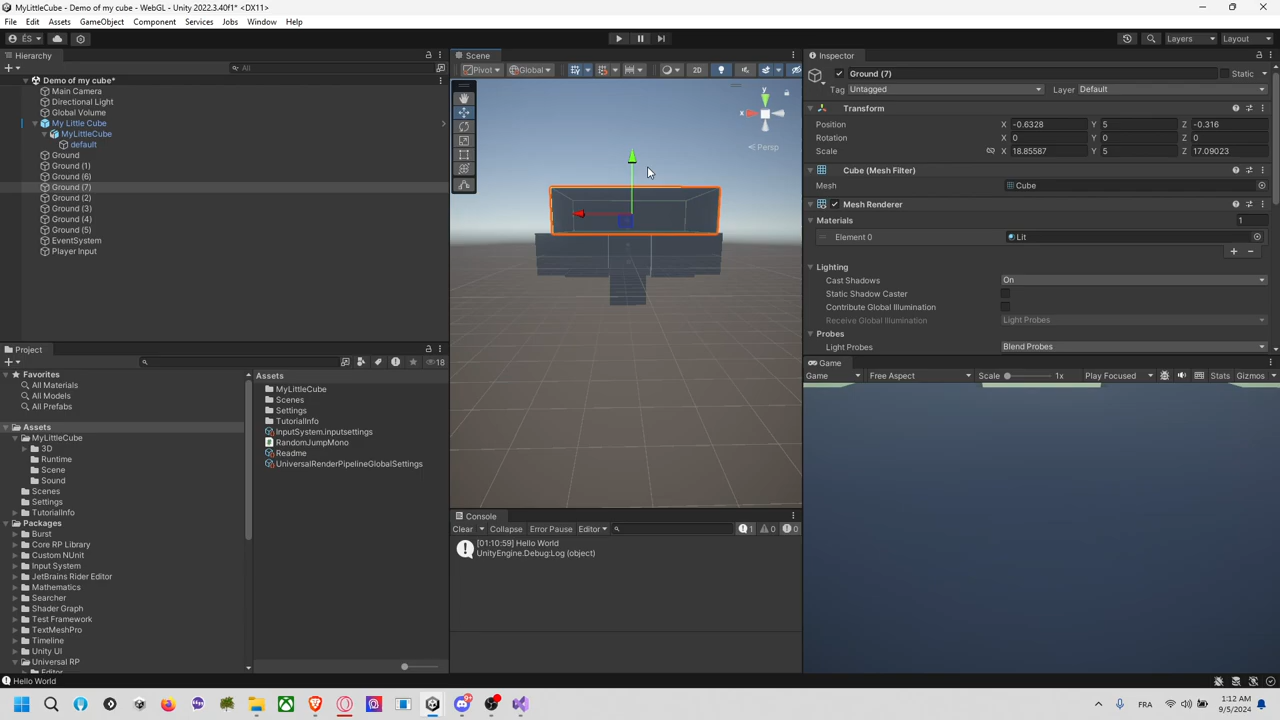 MyLittleCube - Demo of my cube - WebGL - Unity 2022.3.40f1* <DX11>
File Edit Assets GameObject Component Services Jobs Window Help
ÉS
Layers Layout
Hierarchy
All
Demo of my cube*
Main Camera
Directional Light
Global Volume
My Little Cube
MyLittleCube
default
Ground
Ground (1)
Ground (6)
Ground (7)
Ground (2)
Ground (3)
Ground (4)
Ground (5)
EventSystem
Player Input
Scene
Pivot Global 2D
y
x
Persp
Inspector
Ground (7) Static
Tag Untagged Layer Default
Transform
Position X -0.6328 Y 5 Z -0.316
Rotation X 0 Y 0 Z 0
Scale X 18.85587 Y 5 Z 17.09023
Cube (Mesh Filter)
Mesh Cube
Mesh Renderer
Materials 1
Element 0 Lit
Lighting
Cast Shadows On
Static Shadow Caster
Contribute Global Illumination
Receive Global Illumination Light Probes
Probes
Light Probes Blend Probes
Game
Game Free Aspect Scale 1x Play Focused Stats Gizmos
Project
18
Favorites
All Materials
All Models
All Prefabs
Assets
MyLittleCube
3D
Runtime
Scene
Sound
Scenes
Settings
TutorialInfo
Packages
Burst
Core RP Library
Custom NUnit
Input System
JetBrains Rider Editor
Mathematics
Searcher
Shader Graph
Test Framework
TextMeshPro
Timeline
Unity UI
Universal RP
Editor
Assets
MyLittleCube
Scenes
Settings
TutorialInfo
InputSystem.inputsettings
RandomJumpMono
Readme
UniversalRenderPipelineGlobalSettings
Console
Clear Collapse Error Pause Editor 1 0 0
[01:10:59] Hello World
UnityEngine.Debug:Log (object)
Hello World
FRA
1:12 AM
9/5/2024